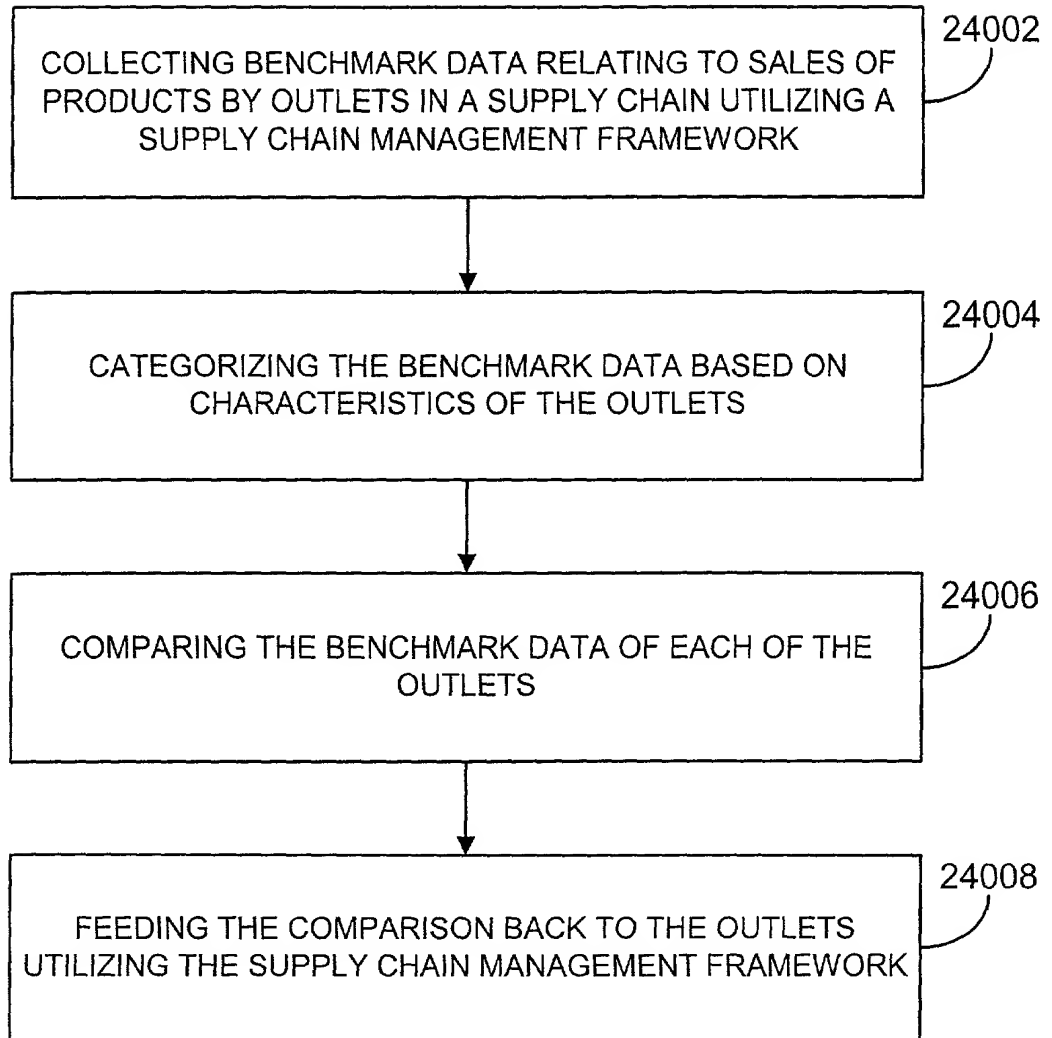 24002
COLLECTING BENCHMARK DATA RELATING TO SALES OF
PRODUCTS BY OUTLETS IN A SUPPLY CHAIN UTILIZING A
SUPPLY CHAIN MANAGEMENT FRAMEWORK
24004
CATEGORIZING THE BENCHMARK DATA BASED ON
CHARACTERISTICS OF THE OUTLETS
24006
COMPARING THE BENCHMARK DATA OF EACH OF THE
OUTLETS
24008
FEEDING THE COMPARISON BACK TO THE OUTLETS
UTILIZING THE SUPPLY CHAIN MANAGEMENT FRAMEWORK